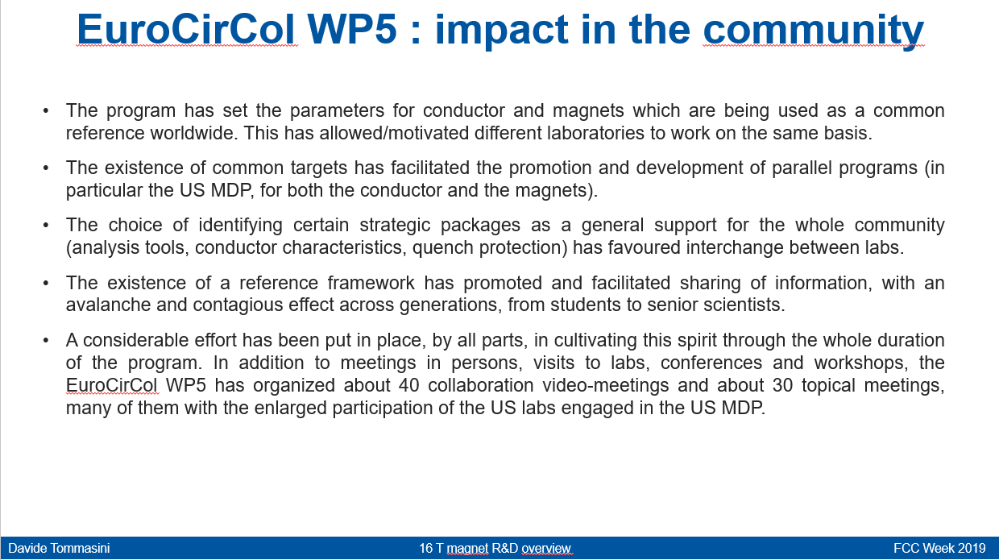 EuroCirCol WP5 : impact in the community
• The program has set the parameters for conductor and magnets which are being used as a common
reference worldwide. This has allowed/motivated different laboratories to work on the same basis.
• The existence of common targets has facilitated the promotion and development of parallel programs (in
particular the US MDP, for both the conductor and the magnets).
• The choice of identifying certain strategic packages as a general support for the whole community
(analysis tools, conductor characteristics, quench protection) has favoured interchange between labs.
• The existence of a reference framework has promoted and facilitated sharing of information, with an
avalanche and contagious effect across generations, from students to senior scientists.
• A considerable effort has been put in place, by all parts, in cultivating this spirit through the whole duration
of the program. In addition to meetings in persons, visits to labs, conferences and workshops, the
EuroCirCol WP5 has organized about 40 collaboration video-meetings and about 30 topical meetings,
many of them with the enlarged participation of the US labs engaged in the US MDP.
Davide Tommasini 16 T magnet R&D overview FCC Week 2019